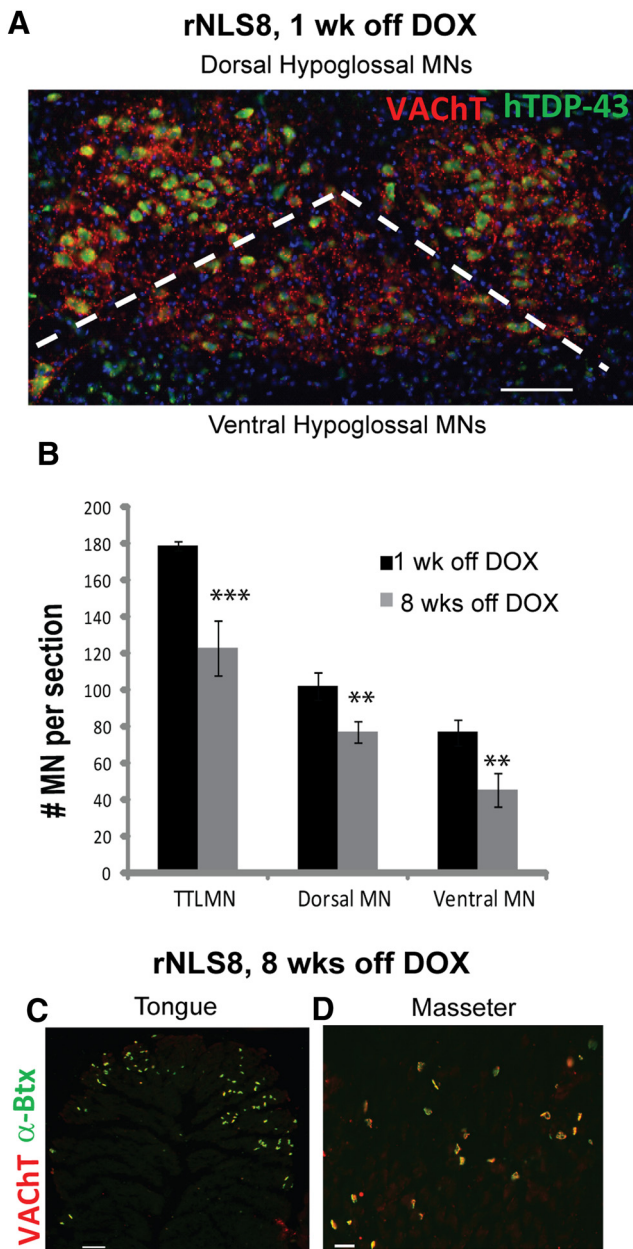 A
rNLS8, 1 wk off DOX
Dorsal Hypoglossal MNs
VAChT hTDP-43
Ventral Hypoglossal MNs
B
200
180
160
140
120
100
80
60
40
20
0
# MN per section
1 wk off DOX
8 wks off DOX
***
**
**
TTLMN
Dorsal MN
Ventral MN
rNLS8, 8 wks off DOX
C
Tongue
D
Masseter
VAChT α-Btx